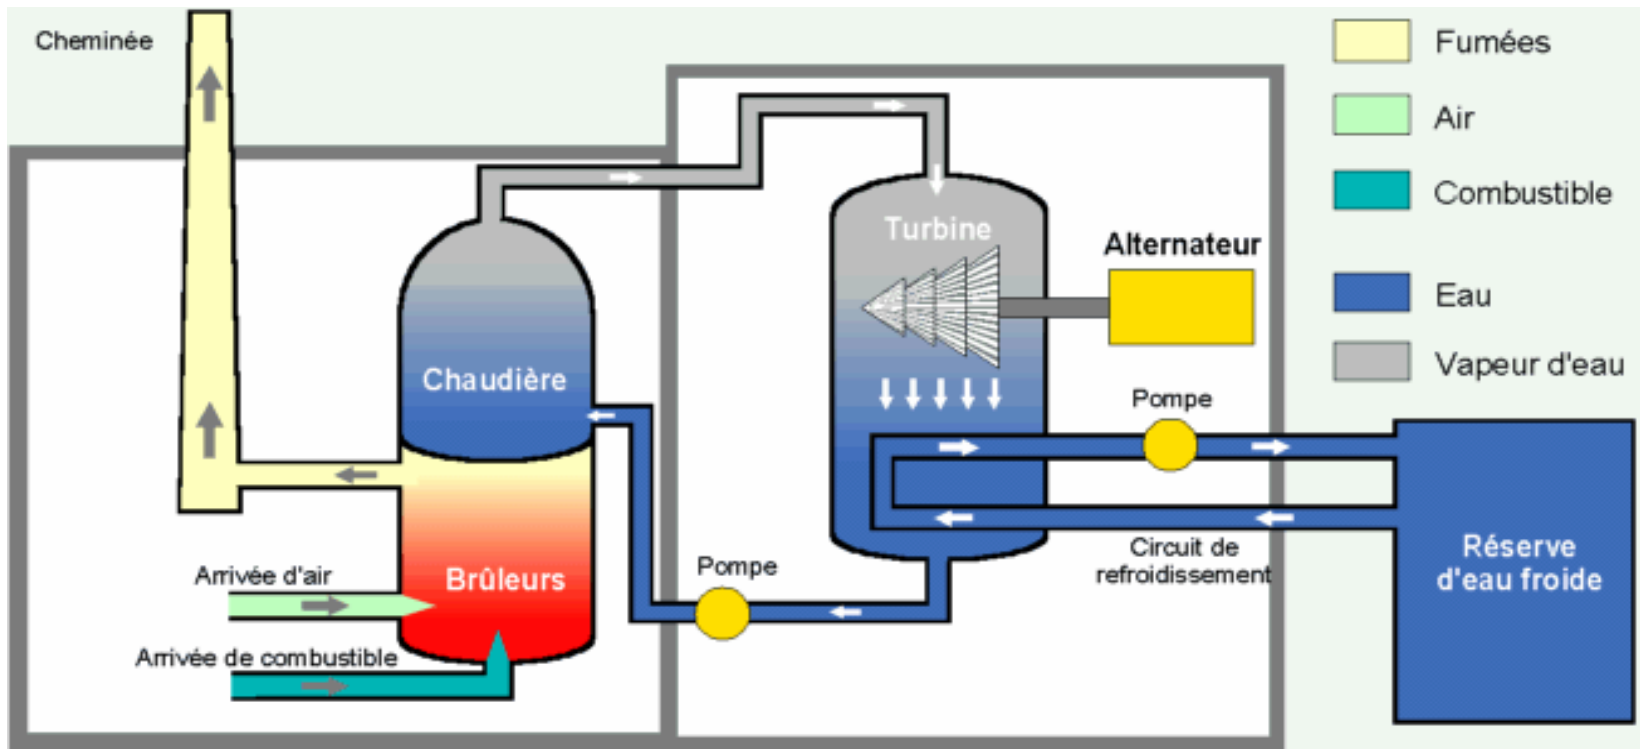 Cheminée
Fumées
Air
Combustible
Eau
Vapeur d'eau
Turbine
Alternateur
Chaudière
Pompe
Brûleurs
Arrivée d'air
Arrivée de combustible
Pompe
Circuit de
refroidissement
Réserve
d'eau froide